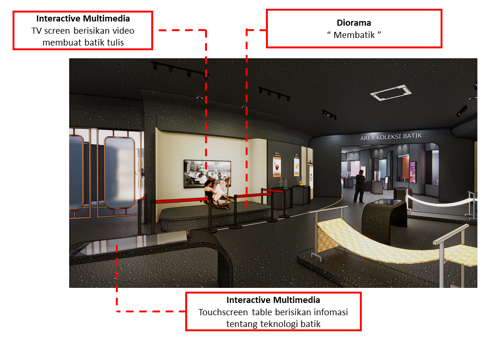 Interactive Multimedia
TV screen berisikan video
membuat batik tulis
Diorama
“ Membatik ”
AREA KOLEKSI BATIK
Interactive Multimedia
Touchscreen table berisikan infomasi
tentang teknologi batik